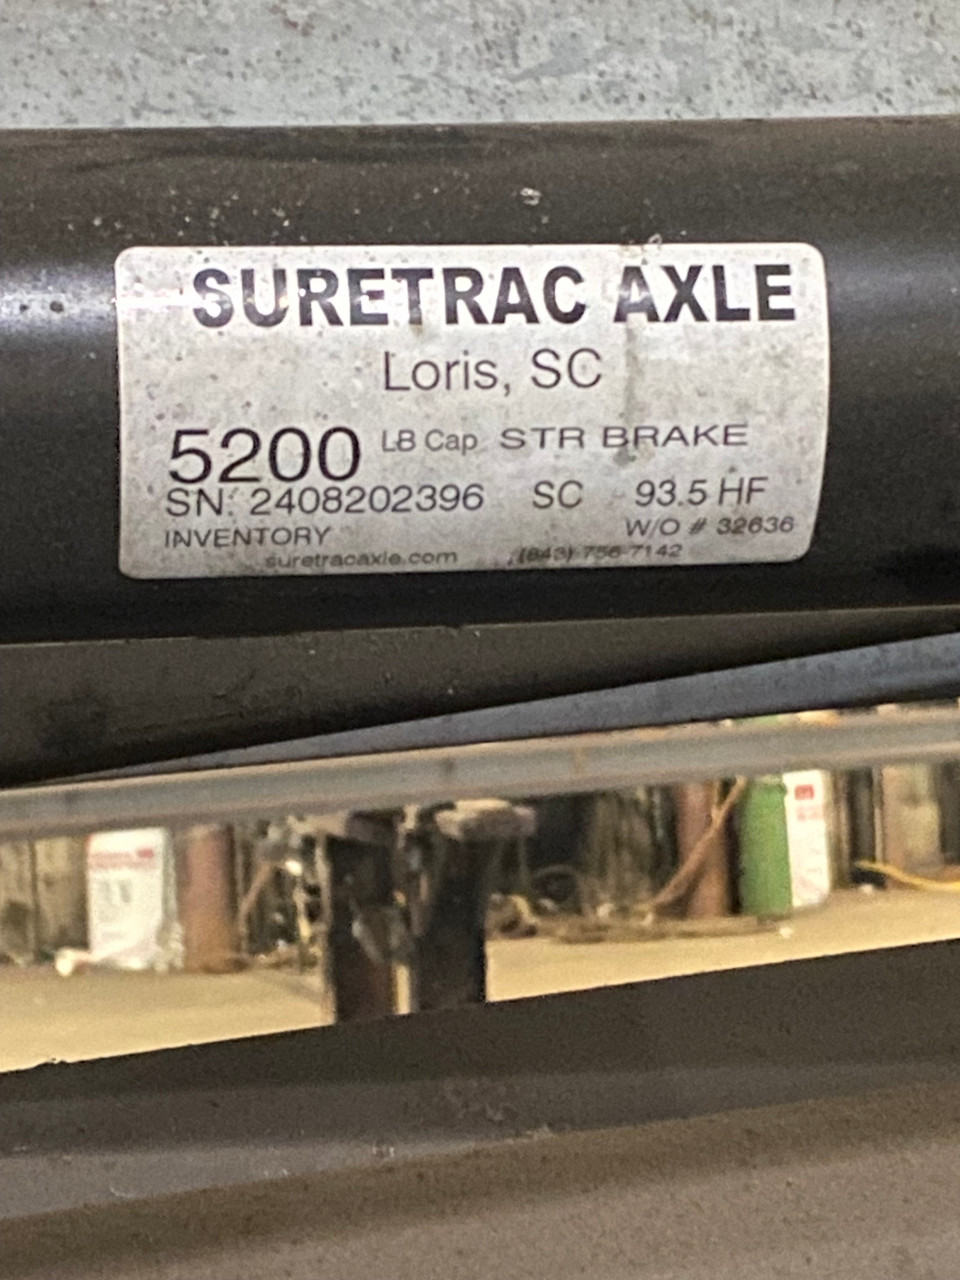 SURETRAC AXLE
Loris, SC
5200 LB Cap STR BRAKE
SN: 2408202396 SC 93.5 HF
INVENTORY W/O # 32636
suretracaxle.com (843) 756-7142